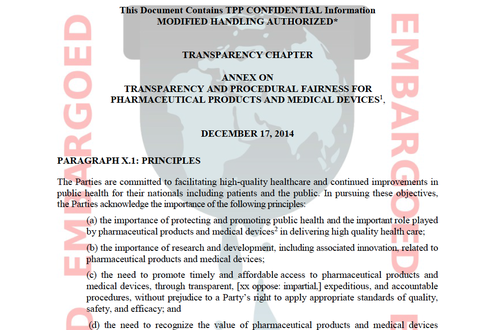 This Document Contains TPP CONFIDENTIAL Information
MODIFIED HANDLING AUTHORIZED*
TRANSPARENCY CHAPTER
ANNEX ON
TRANSPARENCY AND PROCEDURAL FAIRNESS FOR
PHARMACEUTICAL PRODUCTS AND MEDICAL DEVICES¹.
DECEMBER 17, 2014
PARAGRAPH X.1: PRINCIPLES
The Parties are committed to facilitating high-quality healthcare and continued improvements in
public health for their nationals including patients and the public. In pursuing these objectives,
the Parties acknowledge the importance of the following principles:
(a) the importance of protecting and promoting public health and the important role played
by pharmaceutical products and medical devices² in delivering high quality health care;
(b) the importance of research and development, including associated innovation, related to
pharmaceutical products and medical devices;
(c) the need to promote timely and affordable access to pharmaceutical products and
medical devices, through transparent, [xx oppose: impartial,] expeditious, and accountable
procedures, without prejudice to a Party's right to apply appropriate standards of quality,
safety, and efficacy; and
(d) the need to recognize the value of pharmaceutical products and medical devices
EMBARGOED
EMBARGOED
EMBARGOED